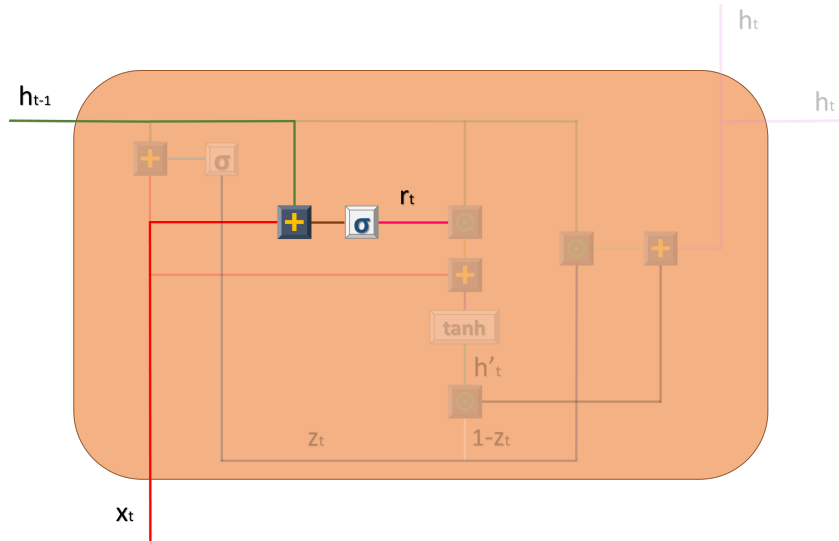 hₜ
hₜ₋₁
hₜ
+
σ
rₜ
+
σ
+
+
tanh
h′ₜ
zₜ
1-zₜ
xₜ